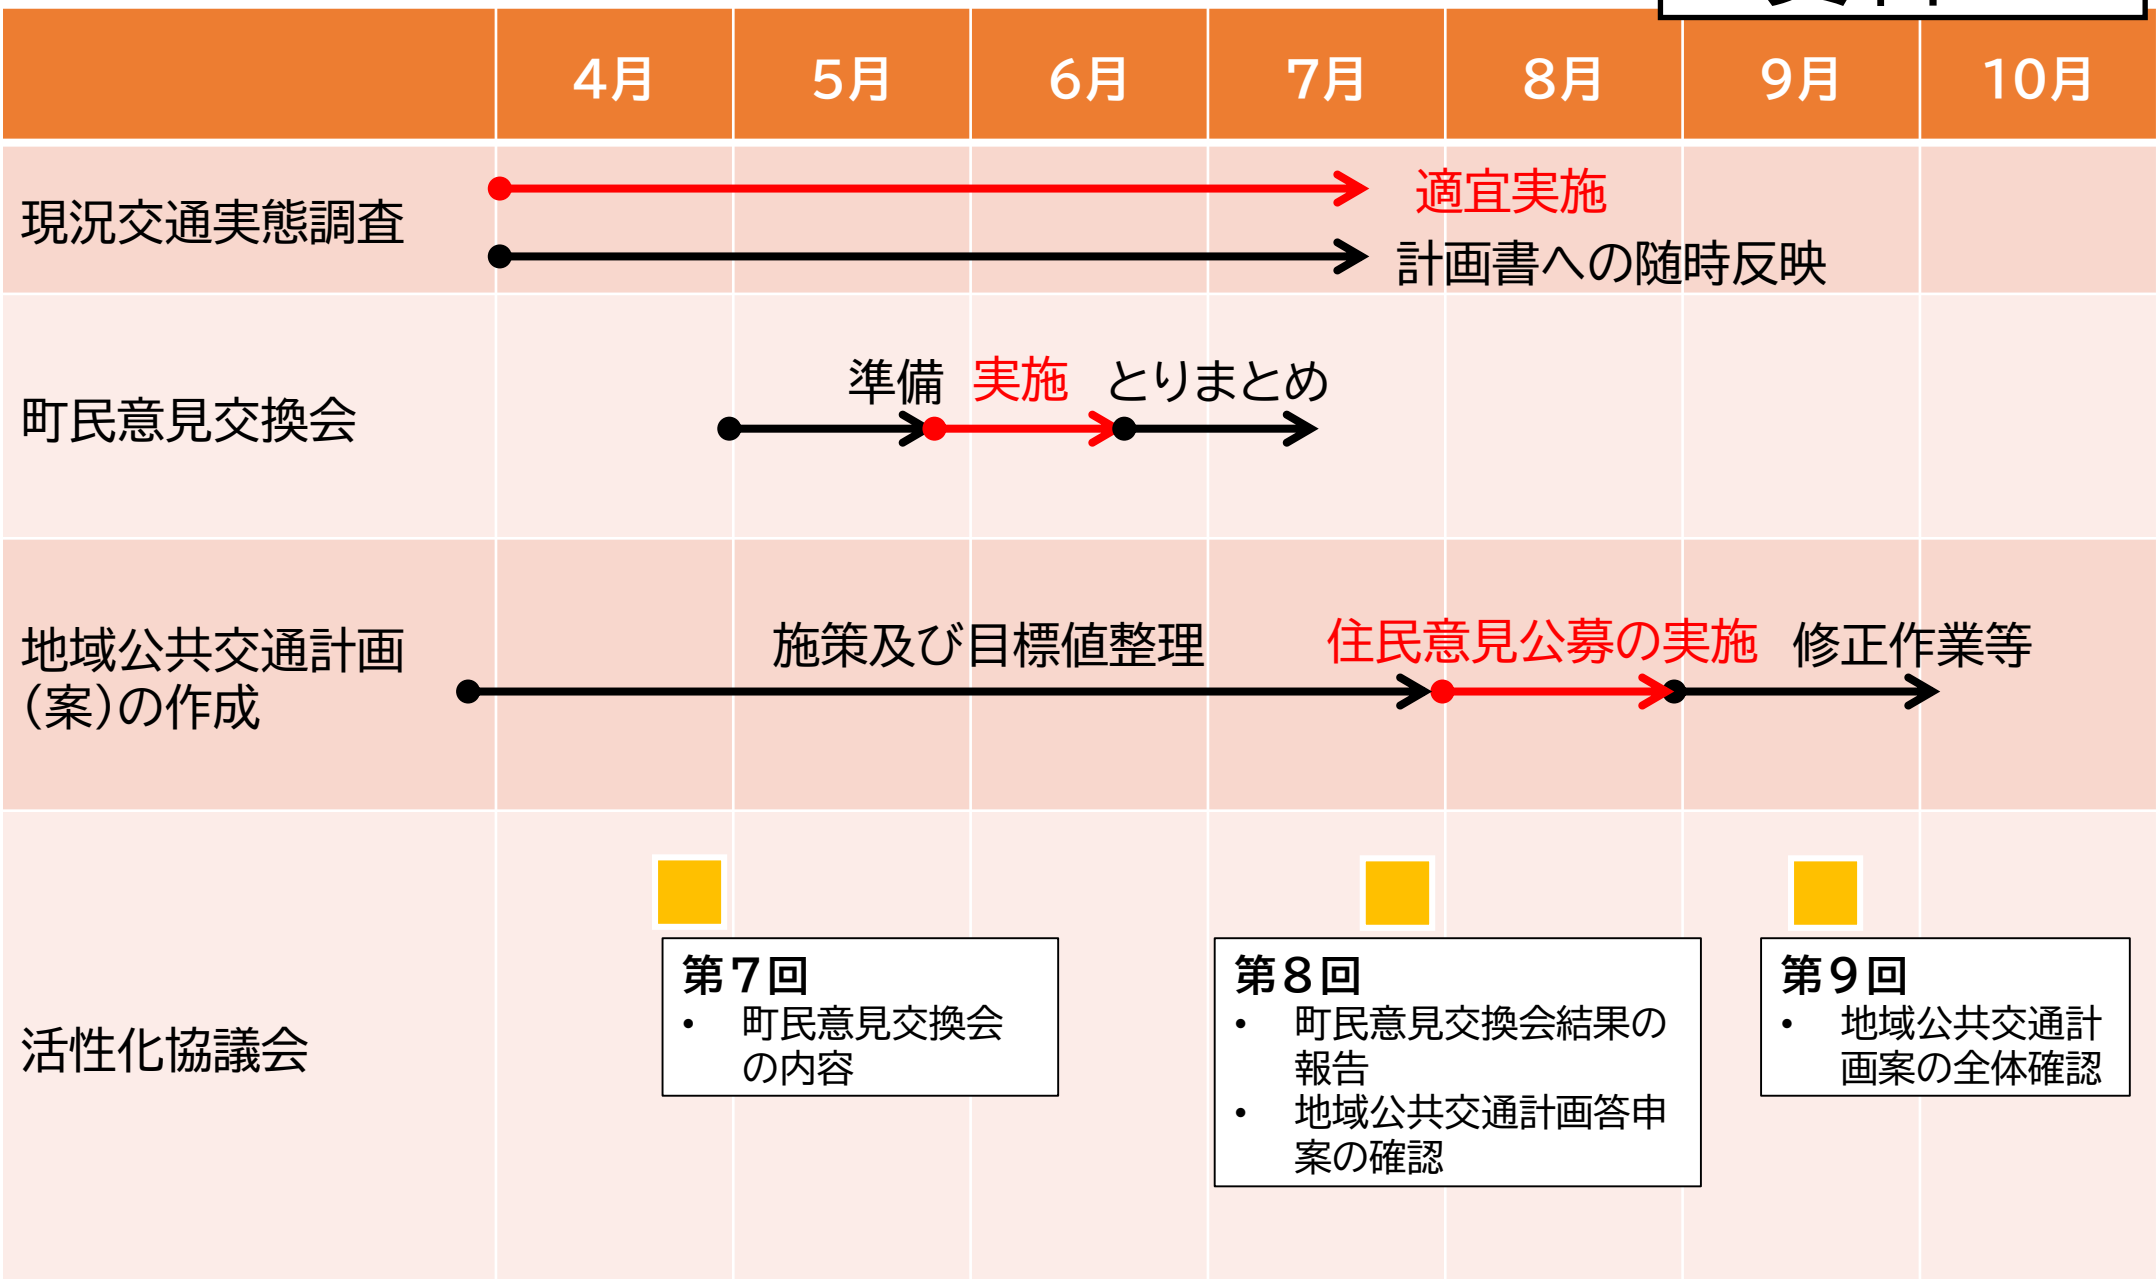 4月 5月 6月 7月 8月 9月 10月
現況交通実態調査
適宜実施
計画書への随時反映
町民意見交換会
準備 実施 とりまとめ
地域公共交通計画
（案）の作成
施策及び目標値整理 住民意見公募の実施 修正作業等
活性化協議会
第７回
• 町民意見交換会
の内容
第８回
• 町民意見交換会結果の
報告
• 地域公共交通計画答申
案の確認
第９回
• 地域公共交通計
画案の全体確認